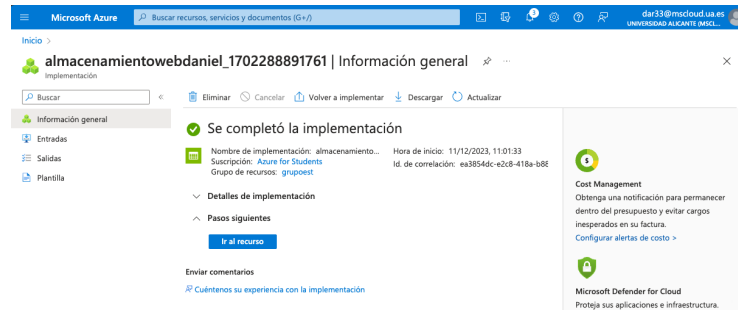 Microsoft Azure
Buscar recursos, servicios y documentos (G+/)
3
dar33@mscloud.ua.es
UNIVERSIDAD ALICANTE (MSCL...
Inicio >
almacenamientowebdaniel_1702288891761 | Información general
Implementación
Buscar
Eliminar Cancelar Volver a implementar Descargar Actualizar
Información general
Entradas
Salidas
Plantilla
Se completó la implementación
Nombre de implementación: almacenamiento...
Suscripción: Azure for Students
Grupo de recursos: grupoest
Hora de inicio: 11/12/2023, 11:01:33
Id. de correlación: ea3854dc-e2c8-418a-b8E
Detalles de implementación
Pasos siguientes
Ir al recurso
Enviar comentarios
Cuéntenos su experiencia con la implementación
Cost Management
Obtenga una notificación para permanecer
dentro del presupuesto y evitar cargos
inesperados en su factura.
Configurar alertas de costo >
Microsoft Defender for Cloud
Proteja sus aplicaciones e infraestructura.